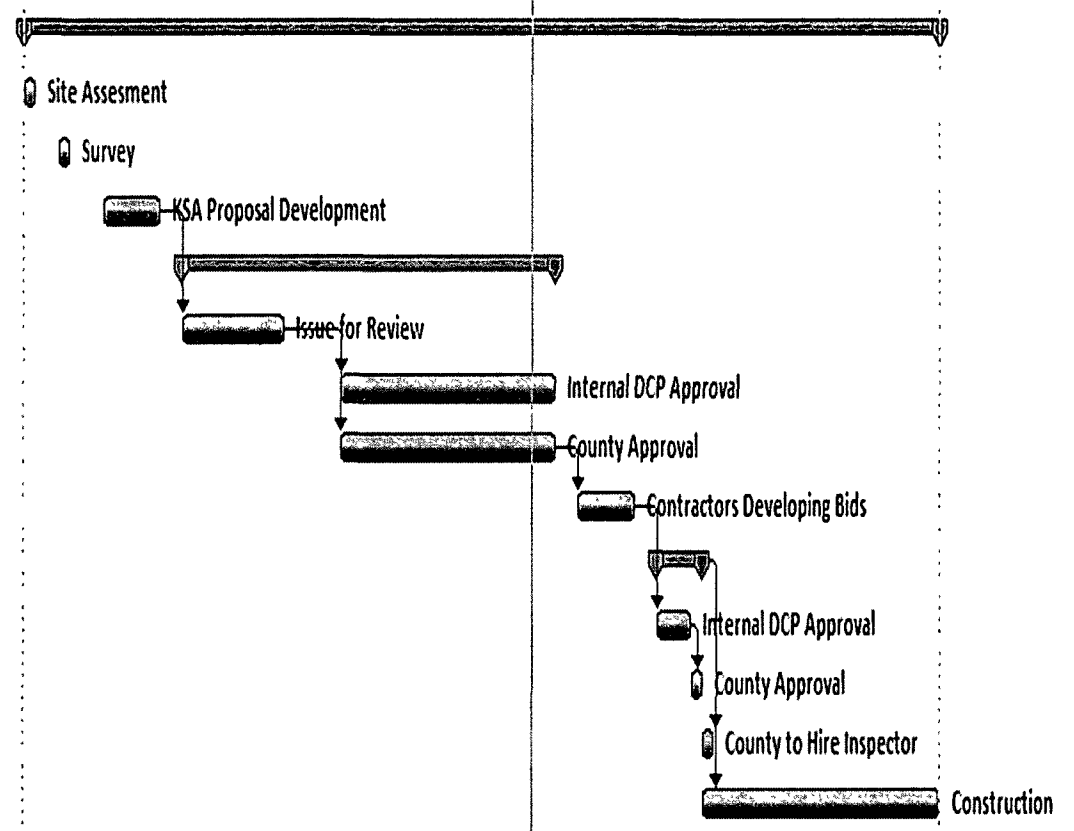 Site Assesment
Survey
KSA Proposal Development
Issue for Review
Internal DCP Approval
County Approval
Contractors Developing Bids
Internal DCP Approval
County Approval
County to Hire Inspector
Construction